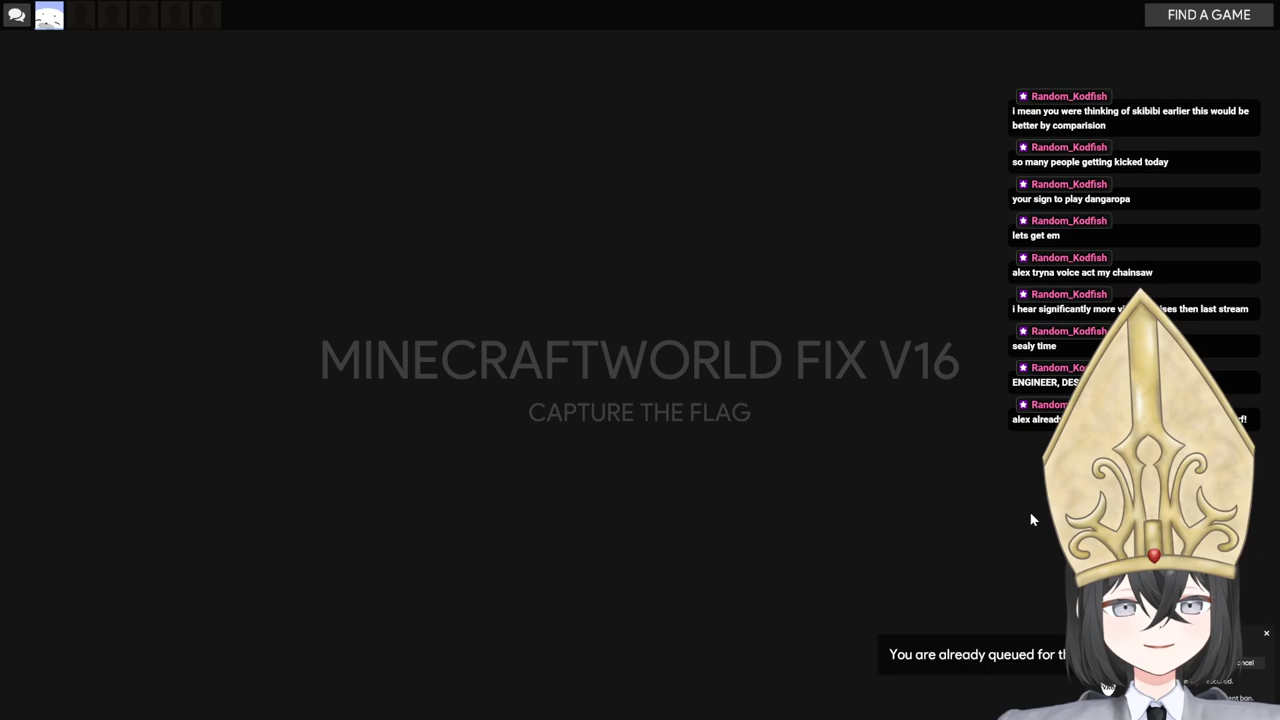 FIND A GAME
Random_Kodfish
i mean you were thinking of skibibi earlier this would be
better by comparision
Random_Kodfish
so many people getting kicked today
Random_Kodfish
your sign to play dangaropa
Random_Kodfish
lets get em
Random_Kodfish
alex tryna voice act my chainsaw
Random_Kodfish
i hear significantly more then last stream
Random_Kodfish
sealy time
ENGINEER,
Random
alex
MINECRAFTWORLD FIX V16
CAPTURE THE FLAG
You are already queued for